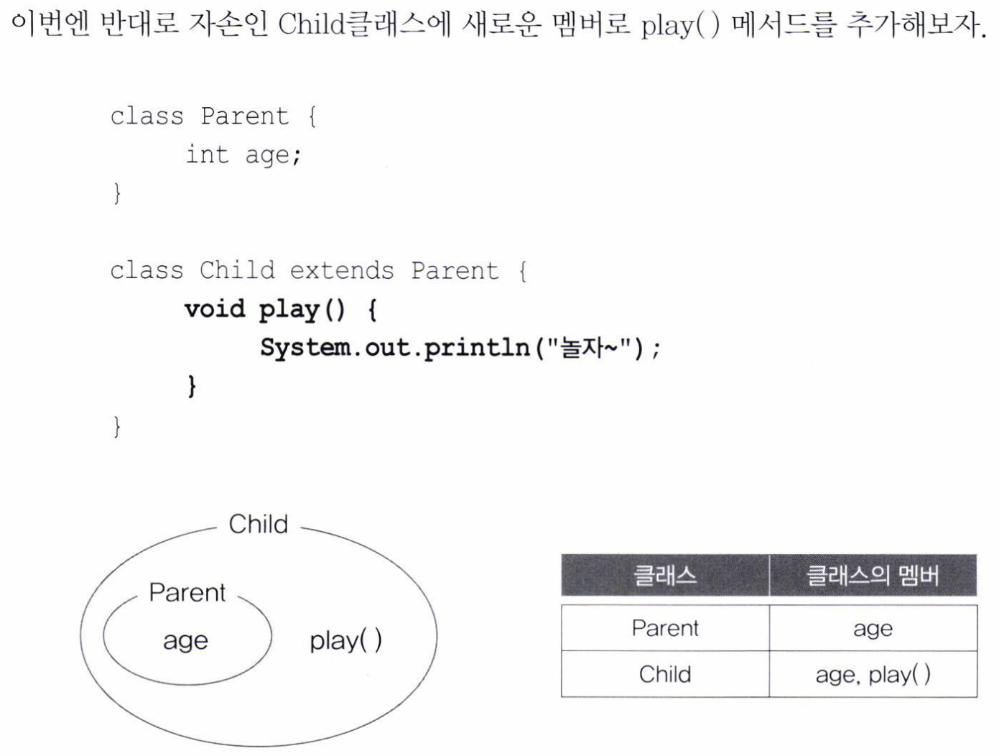 이번엔 반대로 자손인 Child클래스에 새로운 멤버로 play( ) 메서드를 추가해보자.
class Parent {
int age;
}
class Child extends Parent {
void play() {
System.out.println("놀자~");
}
}
Child
Parent
age play( )
클래스 클래스의 멤버
Parent age
Child age, play( )